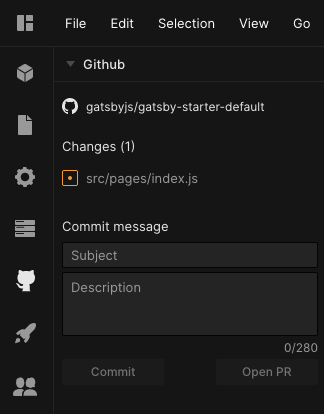 File Edit Selection View Go
Github
gatsbyjs/gatsby-starter-default
Changes (1)
src/pages/index.js
Commit message
Subject
Description
0/280
Commit Open PR